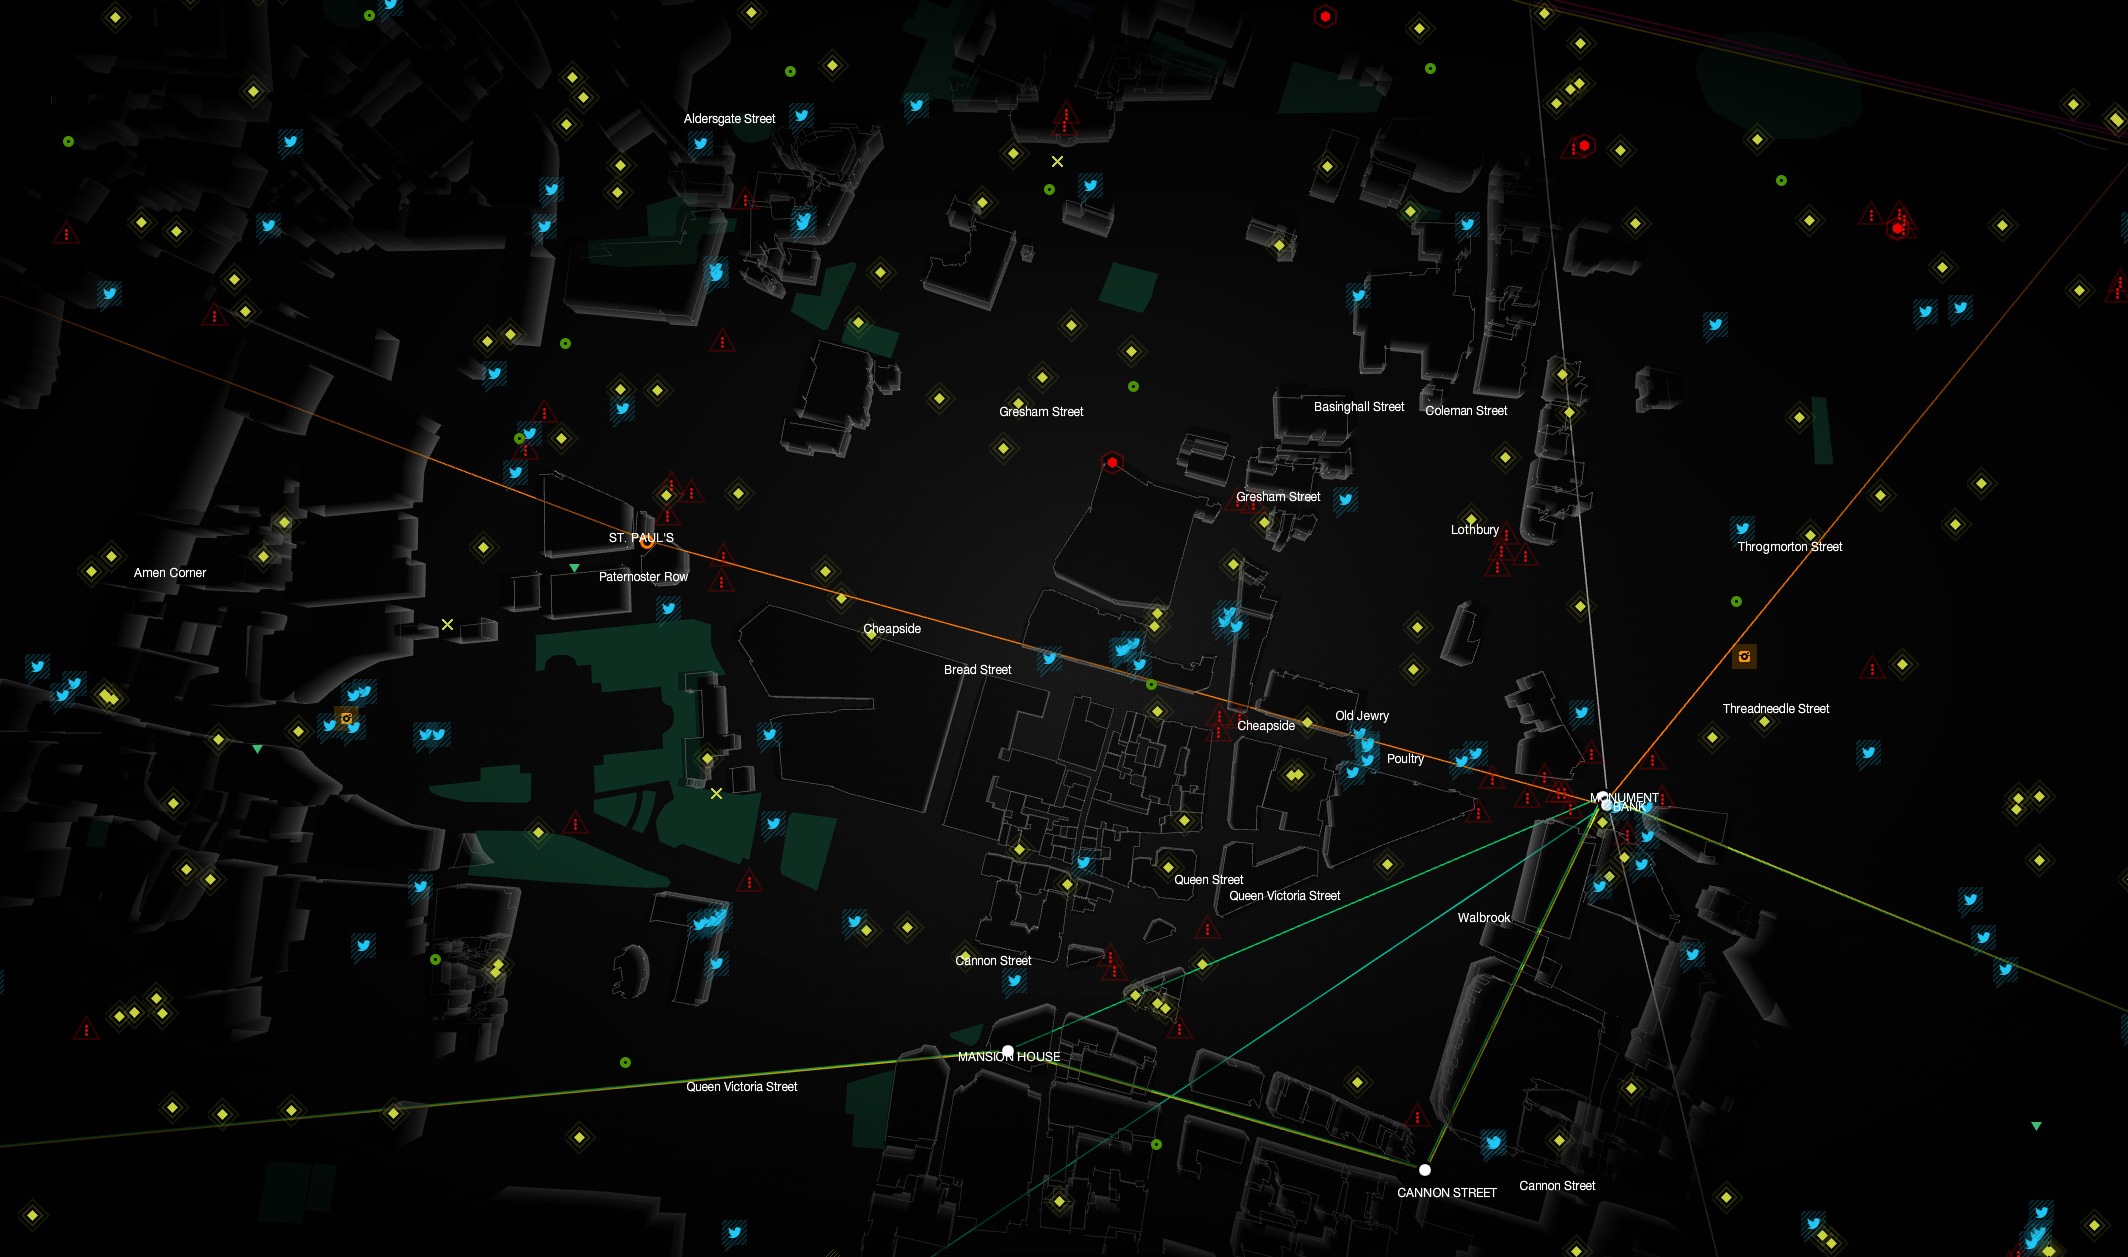 Aldersgate Street
Gresham Street
Basinghall Street
Coleman Street
Gresham Street
Lothbury
ST. PAUL'S
Throgmorton Street
Amen Corner
Paternoster Row
Cheapside
Bread Street
Threadneedle Street
Old Jewry
Cheapside
Poultry
MONUMENT
BANK
Queen Street
Queen Victoria Street
Walbrook
Cannon Street
MANSION HOUSE
Queen Victoria Street
Cannon Street
CANNON STREET